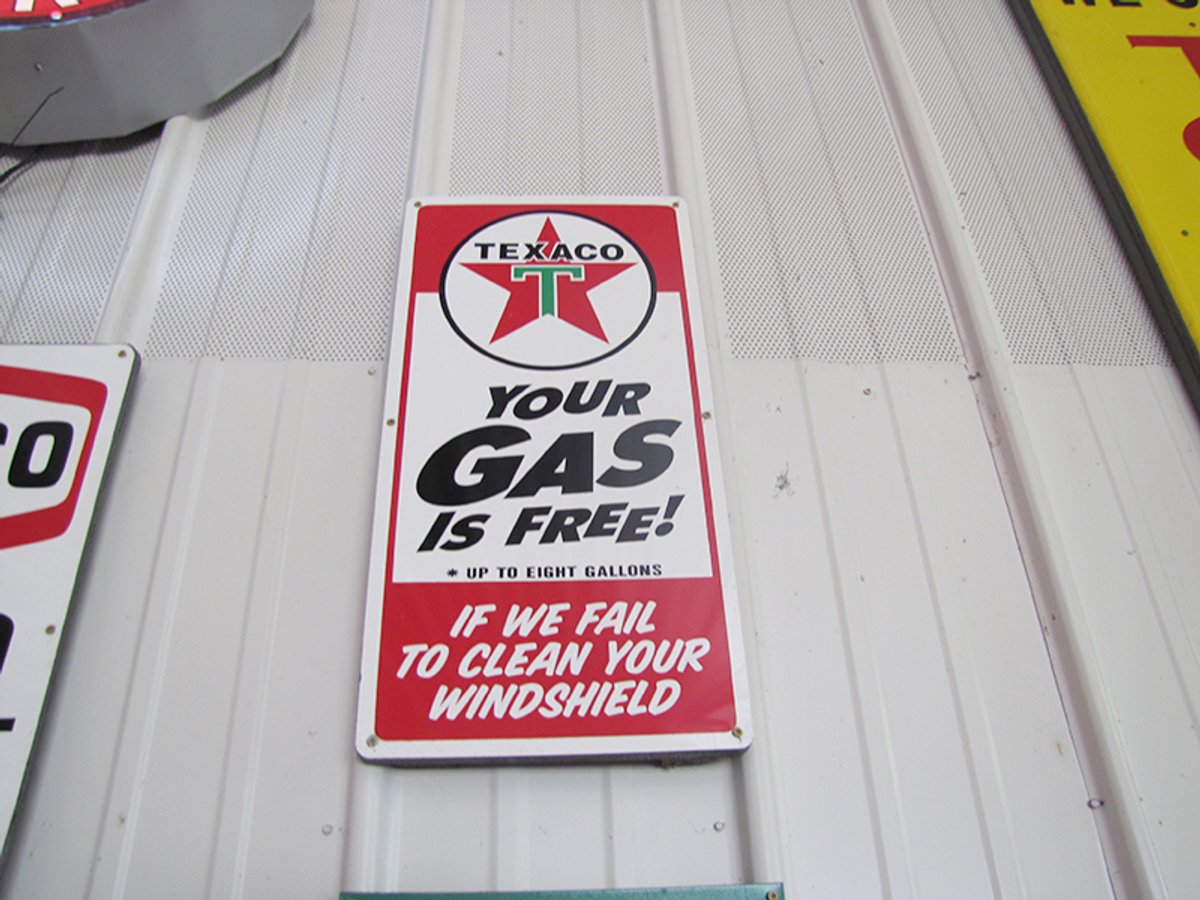 TEXACO
T
YOUR
GAS
IS FREE!
* UP TO EIGHT GALLONS
IF WE FAIL
TO CLEAN YOUR
WINDSHIELD
CO